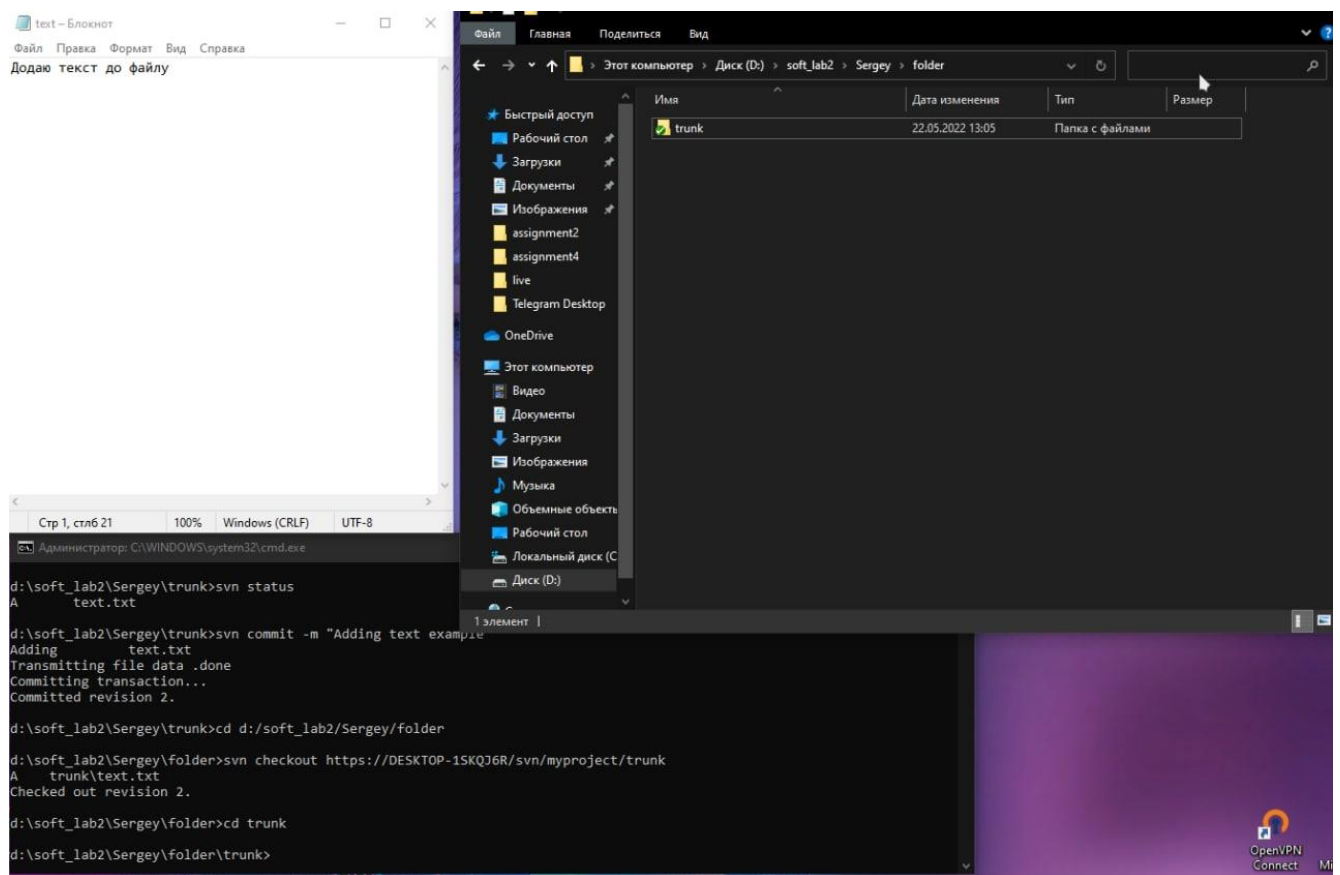 text – Блокнот
Файл Правка Формат Вид Справка
Додаю текст до файлу
Стр 1, стлб 21 100% Windows (CRLF) UTF-8
Файл Главная Поделиться Вид
Этот компьютер > Диск (D:) > soft_lab2 > Sergey > folder
Имя Дата изменения Тип Размер
trunk 22.05.2022 13:05 Папка с файлами
Быстрый доступ
Рабочий стол
Загрузки
Документы
Изображения
assignment2
assignment4
live
Telegram Desktop
OneDrive
Этот компьютер
Видео
Документы
Загрузки
Изображения
Музыка
Объемные объекты
Рабочий стол
Локальный диск (C
Диск (D:)
1 элемент
Администратор: C:\WINDOWS\system32\cmd.exe
d:\soft_lab2\Sergey\trunk>svn status
A text.txt
d:\soft_lab2\Sergey\trunk>svn commit -m "Adding text example"
Adding text.txt
Transmitting file data .done
Committing transaction...
Committed revision 2.
d:\soft_lab2\Sergey\trunk>cd d:/soft_lab2/Sergey/folder
d:\soft_lab2\Sergey\folder>svn checkout https://DESKTOP-1SKQJ6R/svn/myproject/trunk
A trunk\text.txt
Checked out revision 2.
d:\soft_lab2\Sergey\folder>cd trunk
d:\soft_lab2\Sergey\folder\trunk>
OpenVPN
Connect